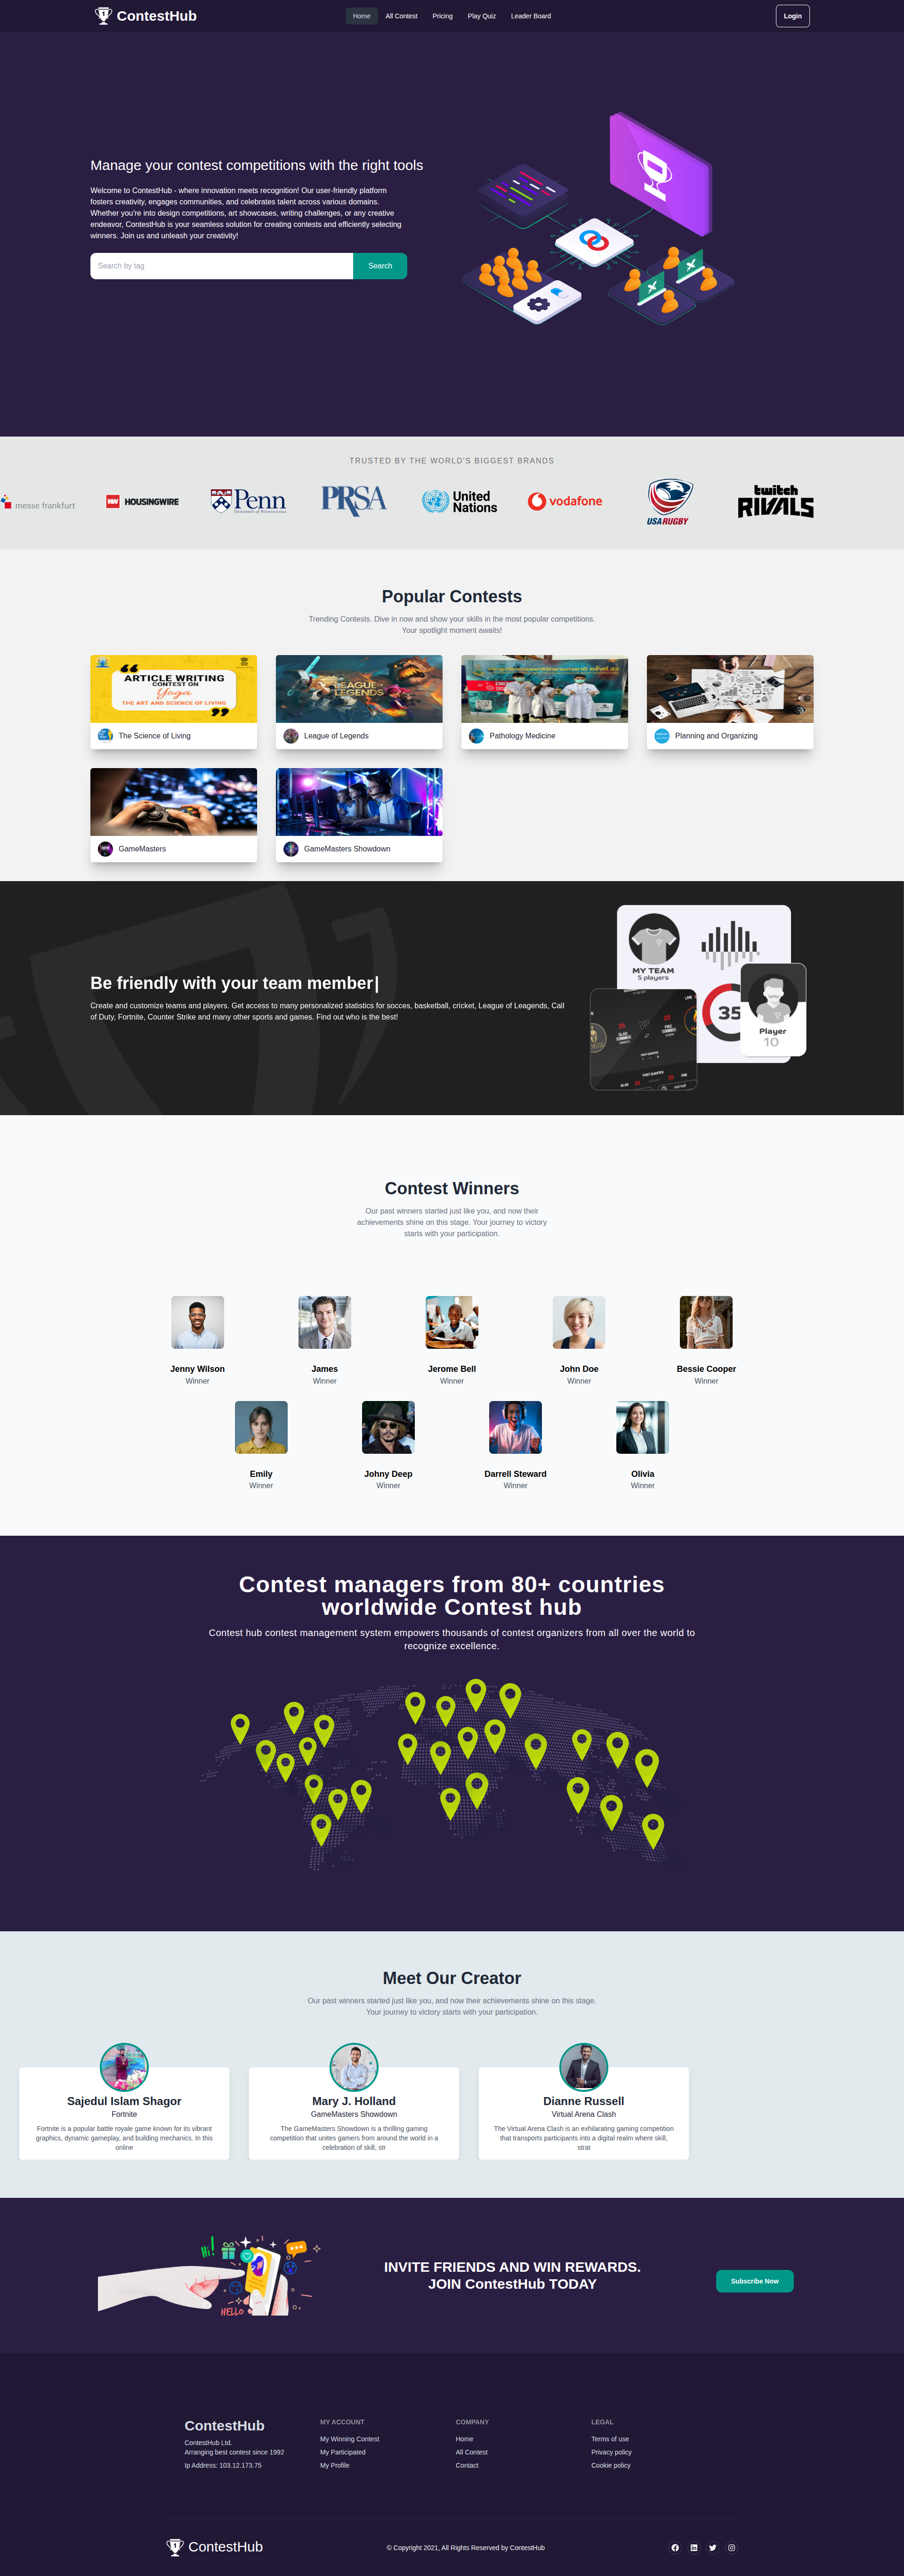 ContestHub
Home
All Contest
Pricing
Play Quiz
Leader Board
Login
Manage your contest competitions with the right tools
Welcome to ContestHub - where innovation meets recognition! Our user-friendly platform
fosters creativity, engages communities, and celebrates talent across various domains.
Whether you're into design competitions, art showcases, writing challenges, or any creative
endeavor, ContestHub is your seamless solution for creating contests and efficiently selecting
winners. Join us and unleash your creativity!
Search by tag
Search
TRUSTED BY THE WORLD'S BIGGEST BRANDS
messe frankfurt
HW HOUSINGWIRE
Penn
UNIVERSITY of PENNSYLVANIA
PRSA
United
Nations
vodafone
USA RUGBY
twitch
RIVALS
Popular Contests
Trending Contests. Dive in now and show your skills in the most popular competitions.
Your spotlight moment awaits!
ARTICLE WRITING
CONTEST ON
Yoga
THE ART AND SCIENCE OF LIVING
LEAGUE OF
LEGENDS
The Science of Living
League of Legends
Pathology Medicine
Planning and Organizing
GameMasters
GameMasters Showdown
Be friendly with your team member|
Create and customize teams and players. Get access to many personalized statistics for socces, basketball, cricket, League of Leagends, Call
of Duty, Fortnite, Counter Strike and many other sports and games. Find out who is the best!
MY TEAM
5 players
35
Player
10
Contest Winners
Our past winners started just like you, and now their
achievements shine on this stage. Your journey to victory
starts with your participation.
Jenny Wilson
Winner
James
Winner
Jerome Bell
Winner
John Doe
Winner
Bessie Cooper
Winner
Emily
Winner
Johny Deep
Winner
Darrell Steward
Winner
Olivia
Winner
Contest managers from 80+ countries
worldwide Contest hub
Contest hub contest management system empowers thousands of contest organizers from all over the world to
recognize excellence.
Meet Our Creator
Our past winners started just like you, and now their achievements shine on this stage.
Your journey to victory starts with your participation.
Sajedul Islam Shagor
Fortnite
Fortnite is a popular battle royale game known for its vibrant
graphics, dynamic gameplay, and building mechanics. In this
online
Mary J. Holland
GameMasters Showdown
The GameMasters Showdown is a thrilling gaming
competition that unites gamers from around the world in a
celebration of skill, str
Dianne Russell
Virtual Arena Clash
The Virtual Arena Clash is an exhilarating gaming competition
that transports participants into a digital realm where skill,
strat
Hi!
HELLO
INVITE FRIENDS AND WIN REWARDS.
JOIN ContestHub TODAY
Subscribe Now
ContestHub
ContestHub Ltd.
Arranging best contest since 1992
Ip Address: 103.12.173.75
MY ACCOUNT
My Winning Contest
My Participated
My Profile
COMPANY
Home
All Contest
Contact
LEGAL
Terms of use
Privacy policy
Cookie policy
ContestHub
© Copyright 2021, All Rights Reserved by ContestHub